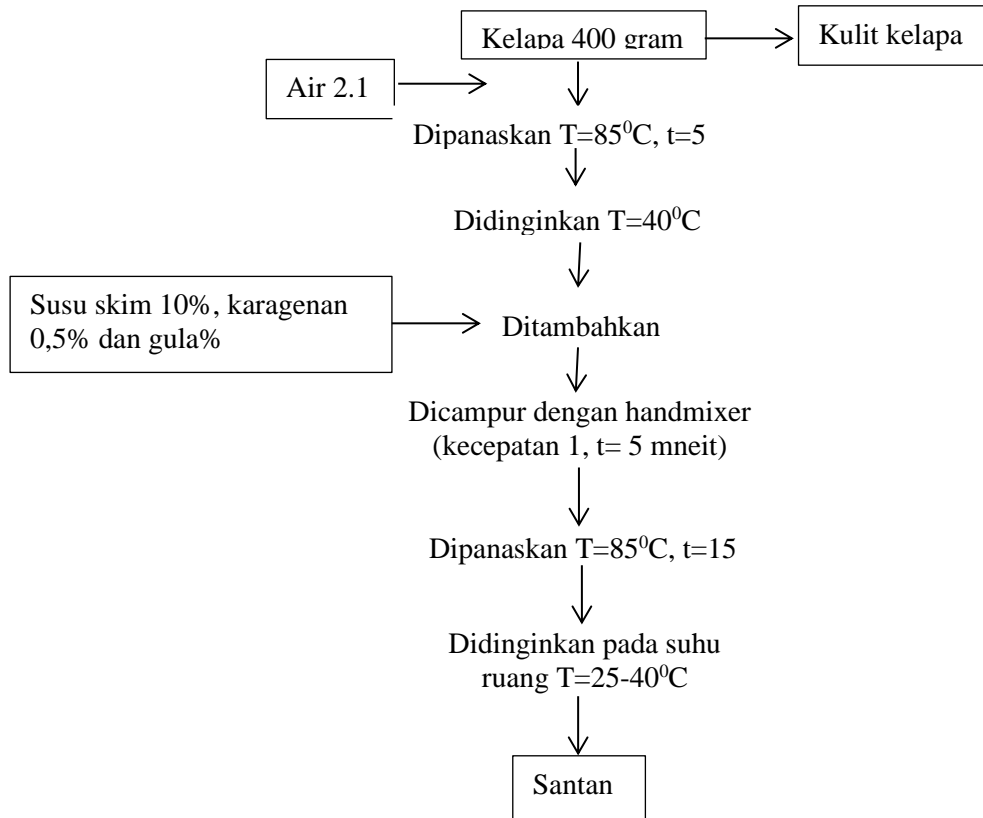 Kelapa 400 gram
Kulit kelapa
Air 2.1
Dipanaskan T=85⁰C, t=5
Didinginkan T=40⁰C
Susu skim 10%, karagenan
0,5% dan gula%
Ditambahkan
Dicampur dengan handmixer
(kecepatan 1, t= 5 mneit)
Dipanaskan T=85⁰C, t=15
Didinginkan pada suhu
ruang T=25-40⁰C
Santan